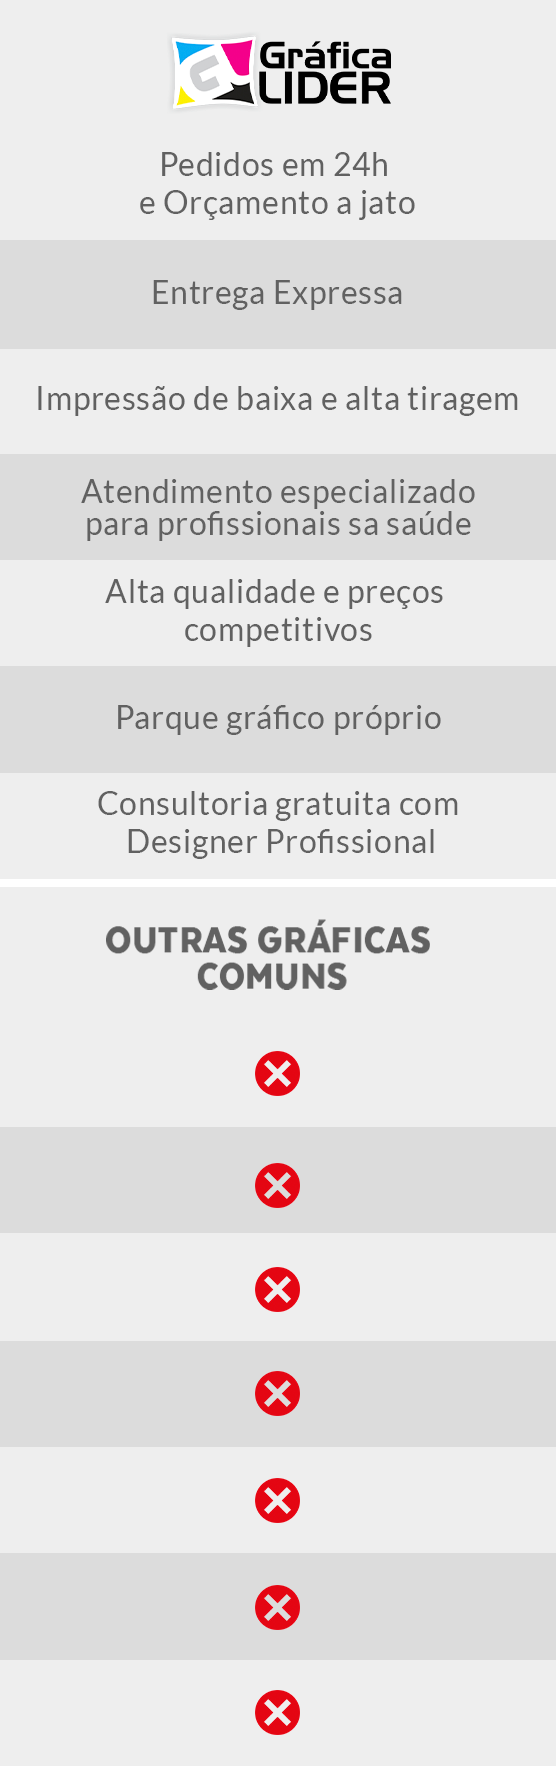 Gráfica
LIDER
Pedidos em 24h
e Orçamento a jato
Entrega Expressa
Impressão de baixa e alta tiragem
Atendimento especializado
para profissionais sa saúde
Alta qualidade e preços
competitivos
Parque gráfico próprio
Consultoria gratuita com
Designer Profissional
OUTRAS GRÁFICAS
COMUNS